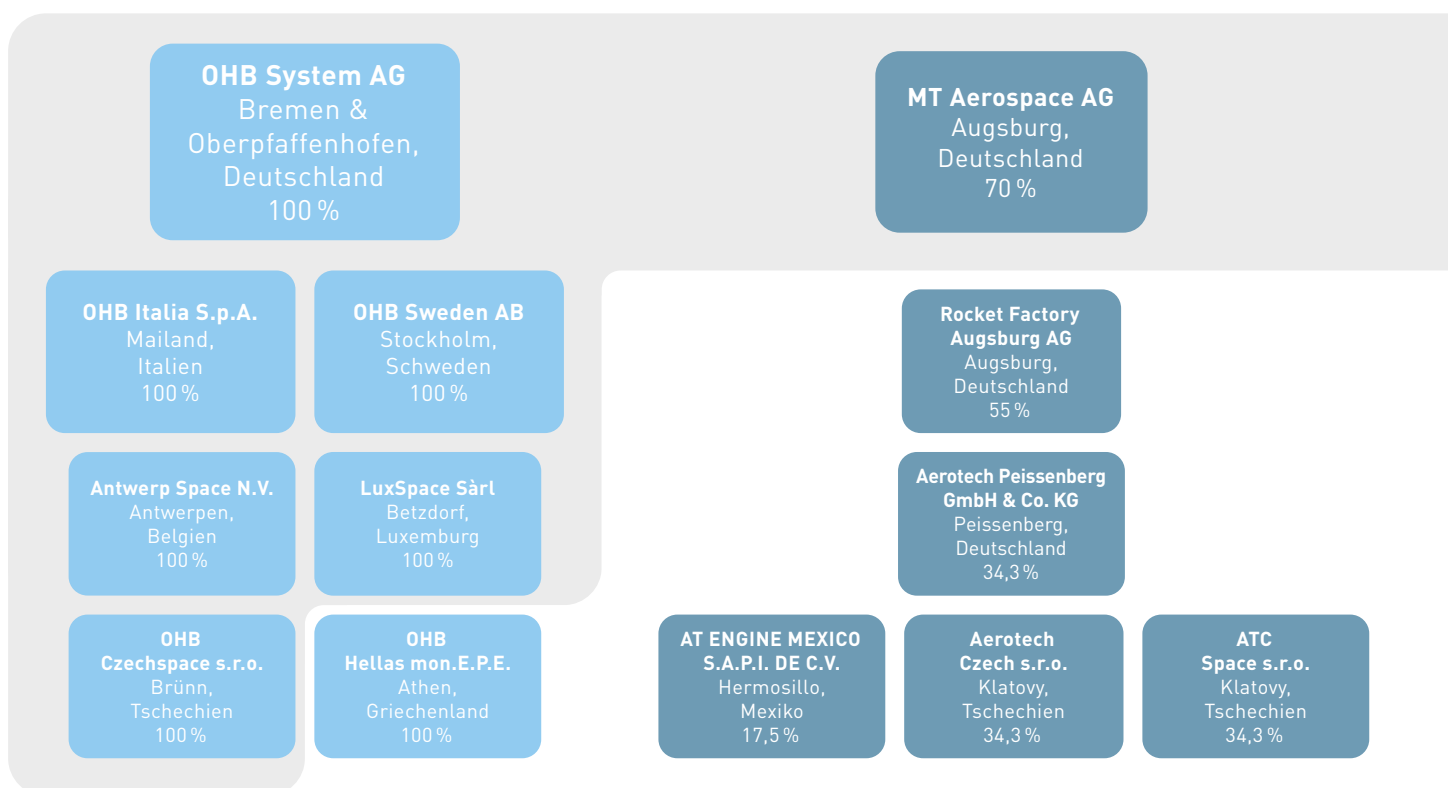 OHB System AG
Bremen &
Oberpfaffenhofen,
Deutschland
100 %
MT Aerospace AG
Augsburg,
Deutschland
70 %
OHB Italia S.p.A.
Mailand,
Italien
100 %
OHB Sweden AB
Stockholm,
Schweden
100 %
Rocket Factory
Augsburg AG
Augsburg,
Deutschland
55 %
Antwerp Space N.V.
Antwerpen,
Belgien
100 %
LuxSpace Sàrl
Betzdorf,
Luxemburg
100 %
Aerotech Peissenberg
GmbH & Co. KG
Peissenberg,
Deutschland
34,3 %
OHB
Czechspace s.r.o.
Brünn,
Tschechien
100 %
OHB
Hellas mon.E.P.E.
Athen,
Griechenland
100 %
AT ENGINE MEXICO
S.A.P.I. DE C.V.
Hermosillo,
Mexiko
17,5 %
Aerotech
Czech s.r.o.
Klatovy,
Tschechien
34,3 %
ATC
Space s.r.o.
Klatovy,
Tschechien
34,3 %